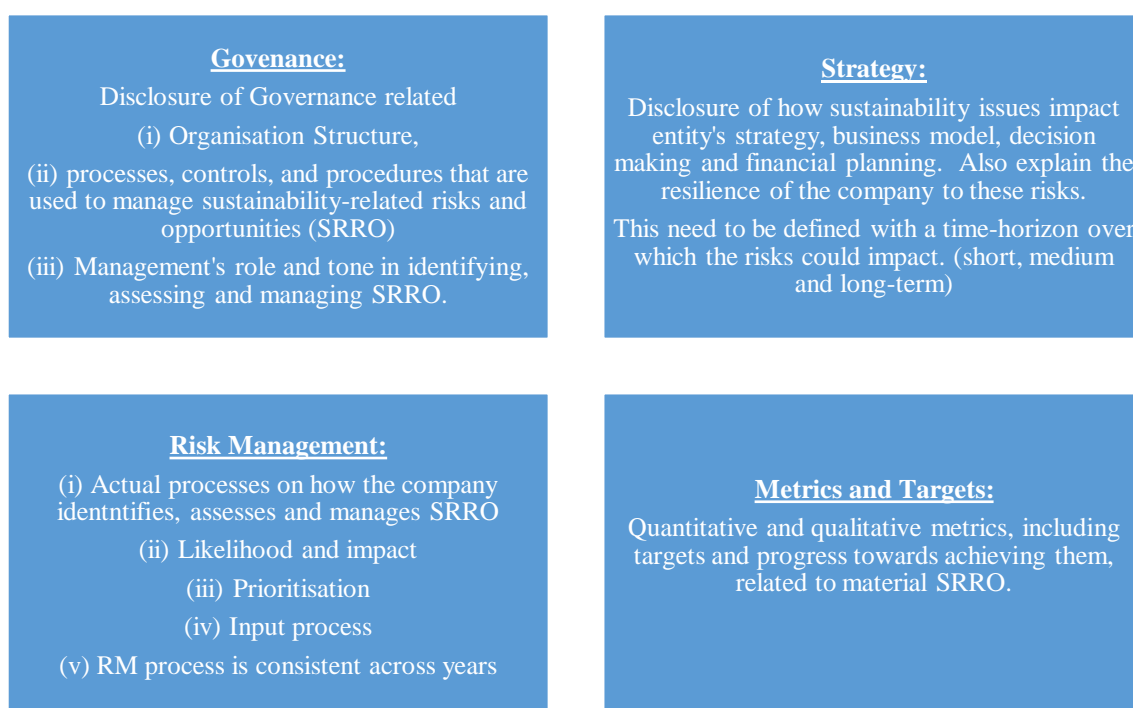 Govenance:
Disclosure of Governance related
(i) Organisation Structure,
(ii) processes, controls, and procedures that are
used to manage sustainability-related risks and
opportunities (SRRO)
(iii) Management's role and tone in identifying,
assessing and managing SRRO.
Strategy:
Disclosure of how sustainability issues impact
entity's strategy, business model, decision
making and financial planning. Also explain the
resilience of the company to these risks.
This need to be defined with a time-horizon over
which the risks could impact. (short, medium
and long-term)
Risk Management:
(i) Actual processes on how the company
identntifies, assesses and manages SRRO
(ii) Likelihood and impact
(iii) Prioritisation
(iv) Input process
(v) RM process is consistent across years
Metrics and Targets:
Quantitative and qualitative metrics, including
targets and progress towards achieving them,
related to material SRRO.